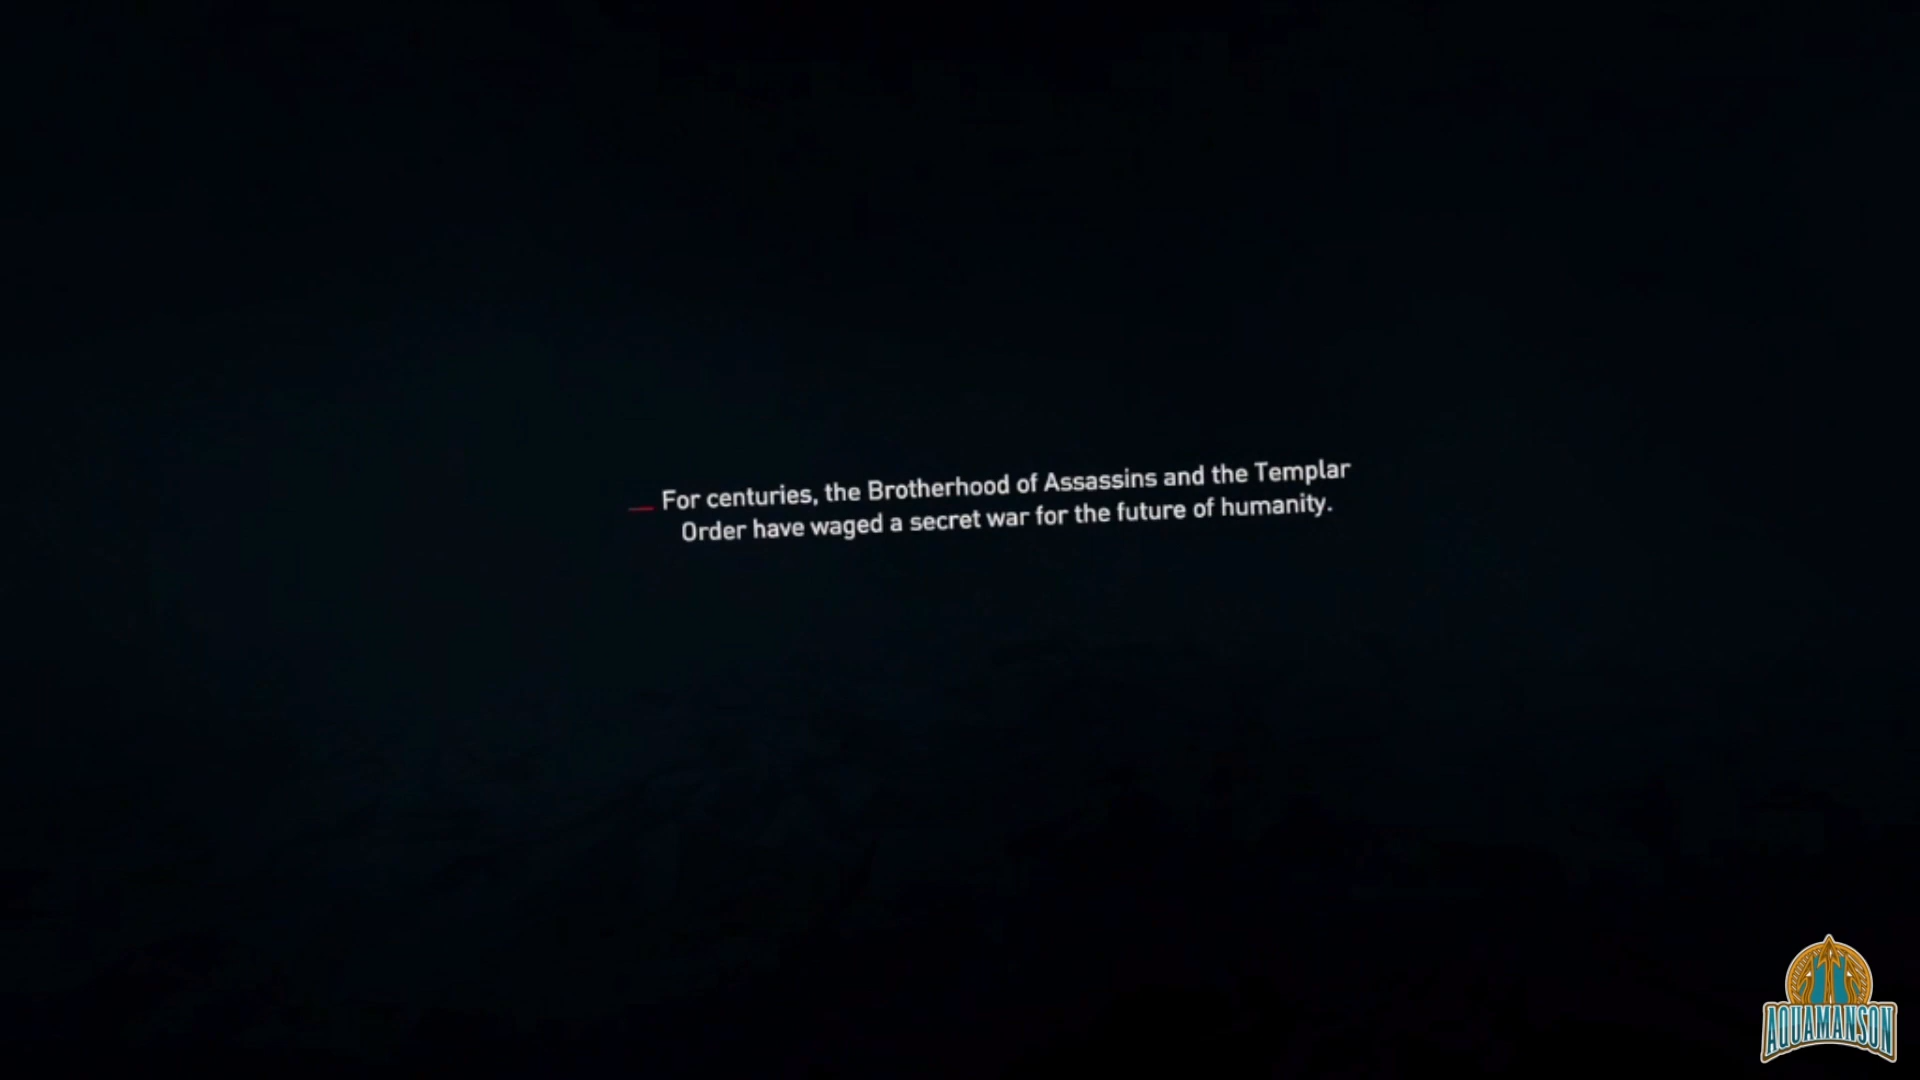 For centuries, the Brotherhood of Assassins and the Templar
Order have waged a secret war for the future of humanity.
AQUAMANSON